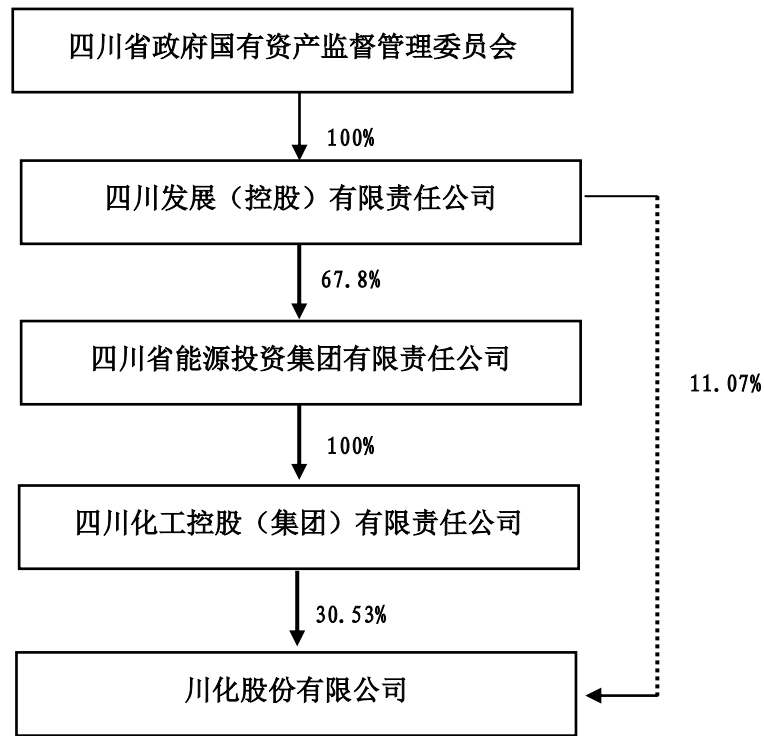 四川省政府国有资产监督管理委员会
100%
四川发展（控股）有限责任公司
67.8%
四川省能源投资集团有限责任公司
11.07%
100%
四川化工控股（集团）有限责任公司
30.53%
川化股份有限公司